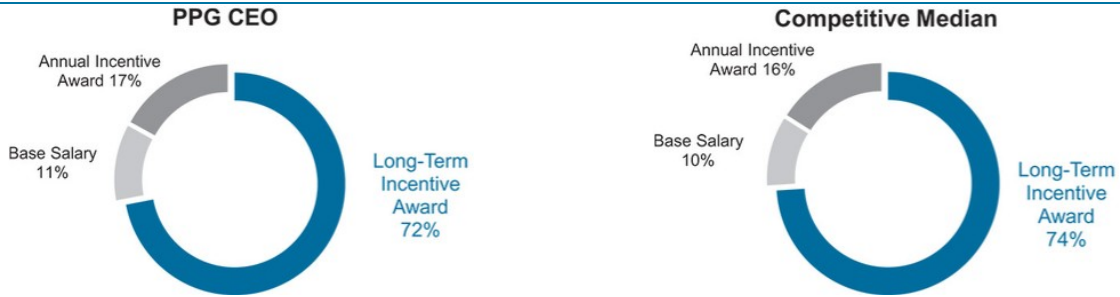 PPG CEO
Annual Incentive
Award 17%
Base Salary
11%
Long-Term
Incentive
Award
72%
Competitive Median
Annual Incentive
Award 16%
Base Salary
10%
Long-Term
Incentive
Award
74%